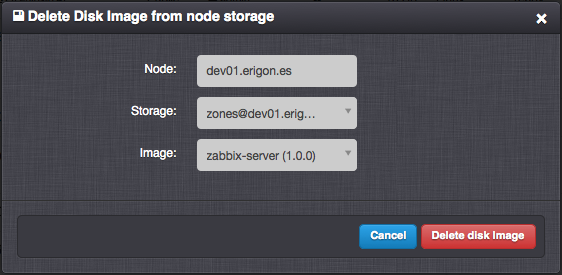 Delete Disk Image from node storage
Node: dev01.erigon.es
Storage: zones@dev01.erig...
Image: zabbix-server (1.0.0)
Cancel Delete disk image